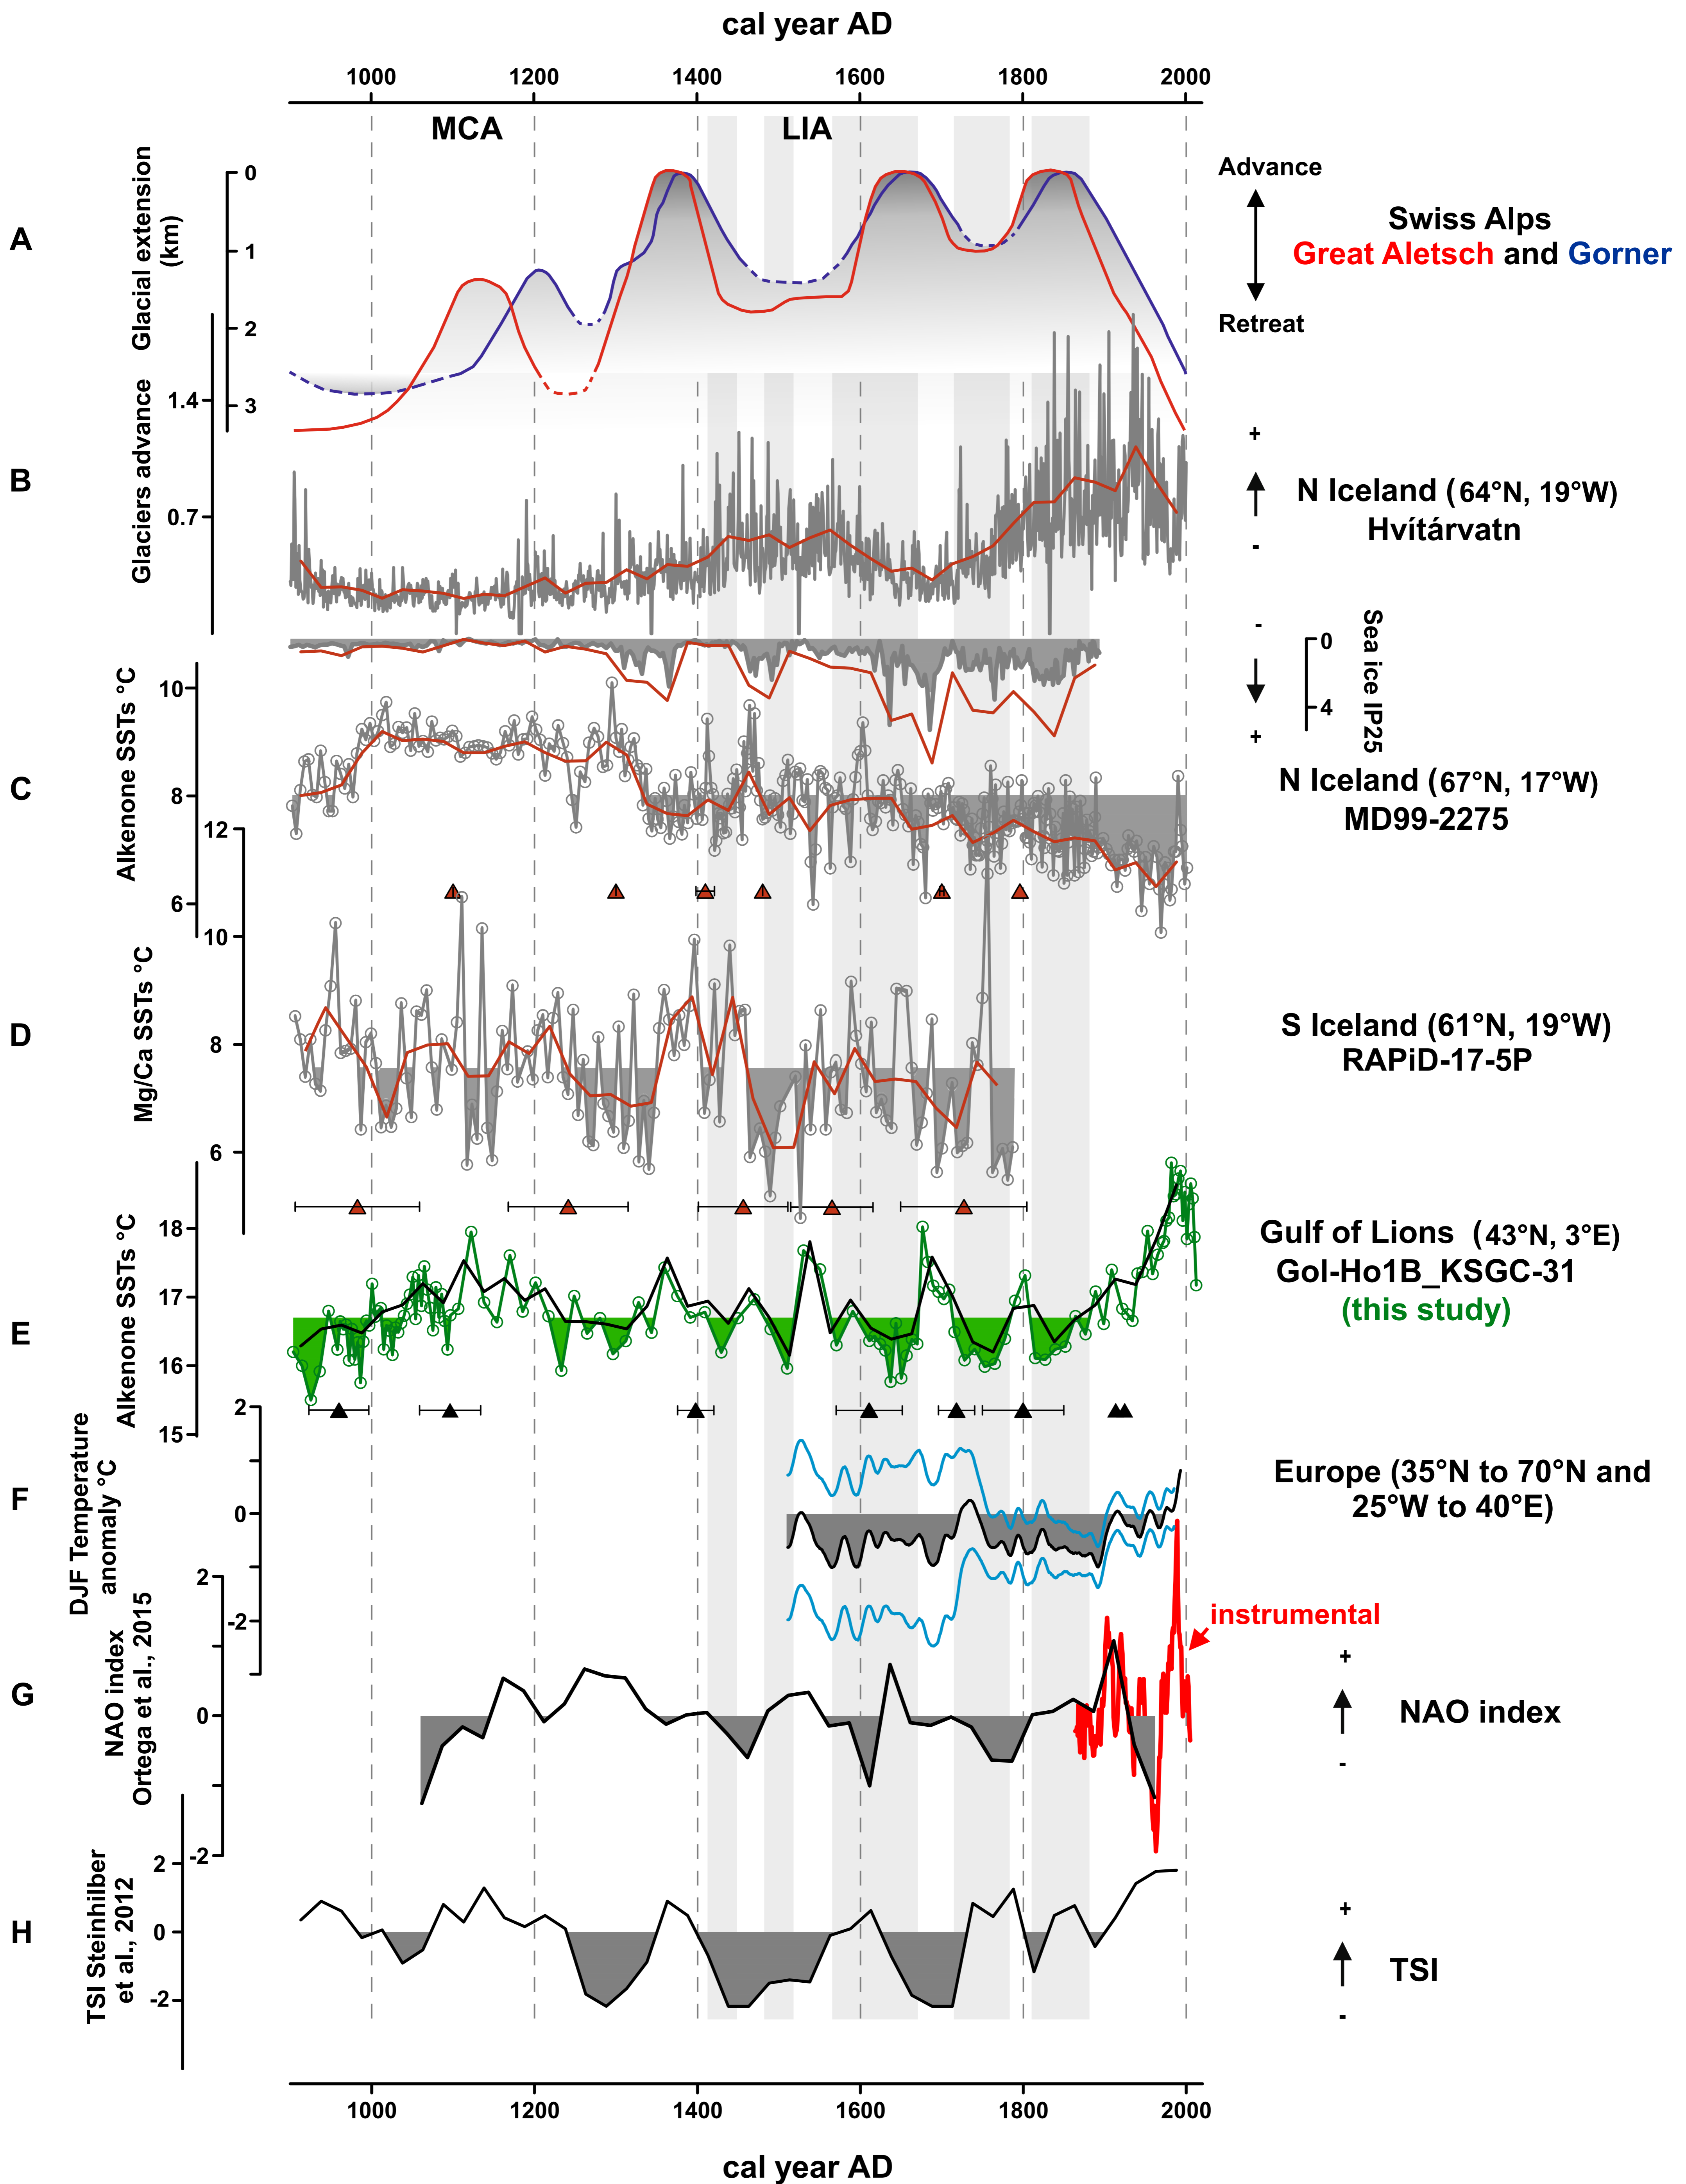 cal year AD
1000 1200 1400 1600 1800 2000
MCA LIA
A
Glacial extension
(km)
0
1
2
3
Advance
Retreat
Swiss Alps
Great Aletsch and Gorner
B
Glaciers advance
1.4
0.7
+
-
N Iceland (64°N, 19°W)
Hvítárvatn
-
+
0
4
Sea ice IP25
C
Alkenone SSTs °C
10
8
6
N Iceland (67°N, 17°W)
MD99-2275
D
Mg/Ca SSTs °C
12
10
8
6
S Iceland (61°N, 19°W)
RAPiD-17-5P
E
Alkenone SSTs °C
18
17
16
15
Gulf of Lions (43°N, 3°E)
Gol-Ho1B_KSGC-31
(this study)
F
DJF Temperature
anomaly °C
2
0
-2
Europe (35°N to 70°N and
25°W to 40°E)
G
NAO index
Ortega et al., 2015
2
0
-2
instrumental
+
-
NAO index
H
TSI Steinhilber
et al., 2012
2
0
-2
+
-
TSI
1000 1200 1400 1600 1800 2000
cal year AD